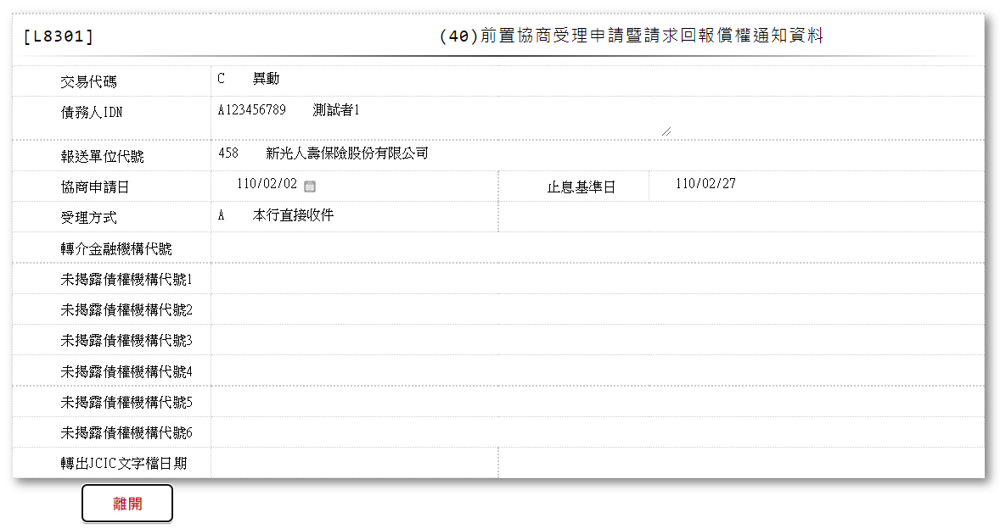 [L8301] (40)前置協商受理申請暨請求回報償權通知資料
交易代碼 C 異動
債務人IDN A123456789 測試者1
報送單位代號 458 新光人壽保險股份有限公司
協商申請日 110/02/02 止息基準日 110/02/27
受理方式 A 本行直接收件
轉介金融機構代號
未揭露債權機構代號1
未揭露債權機構代號2
未揭露債權機構代號3
未揭露債權機構代號4
未揭露債權機構代號5
未揭露債權機構代號6
轉出JCIC文字檔日期
離開